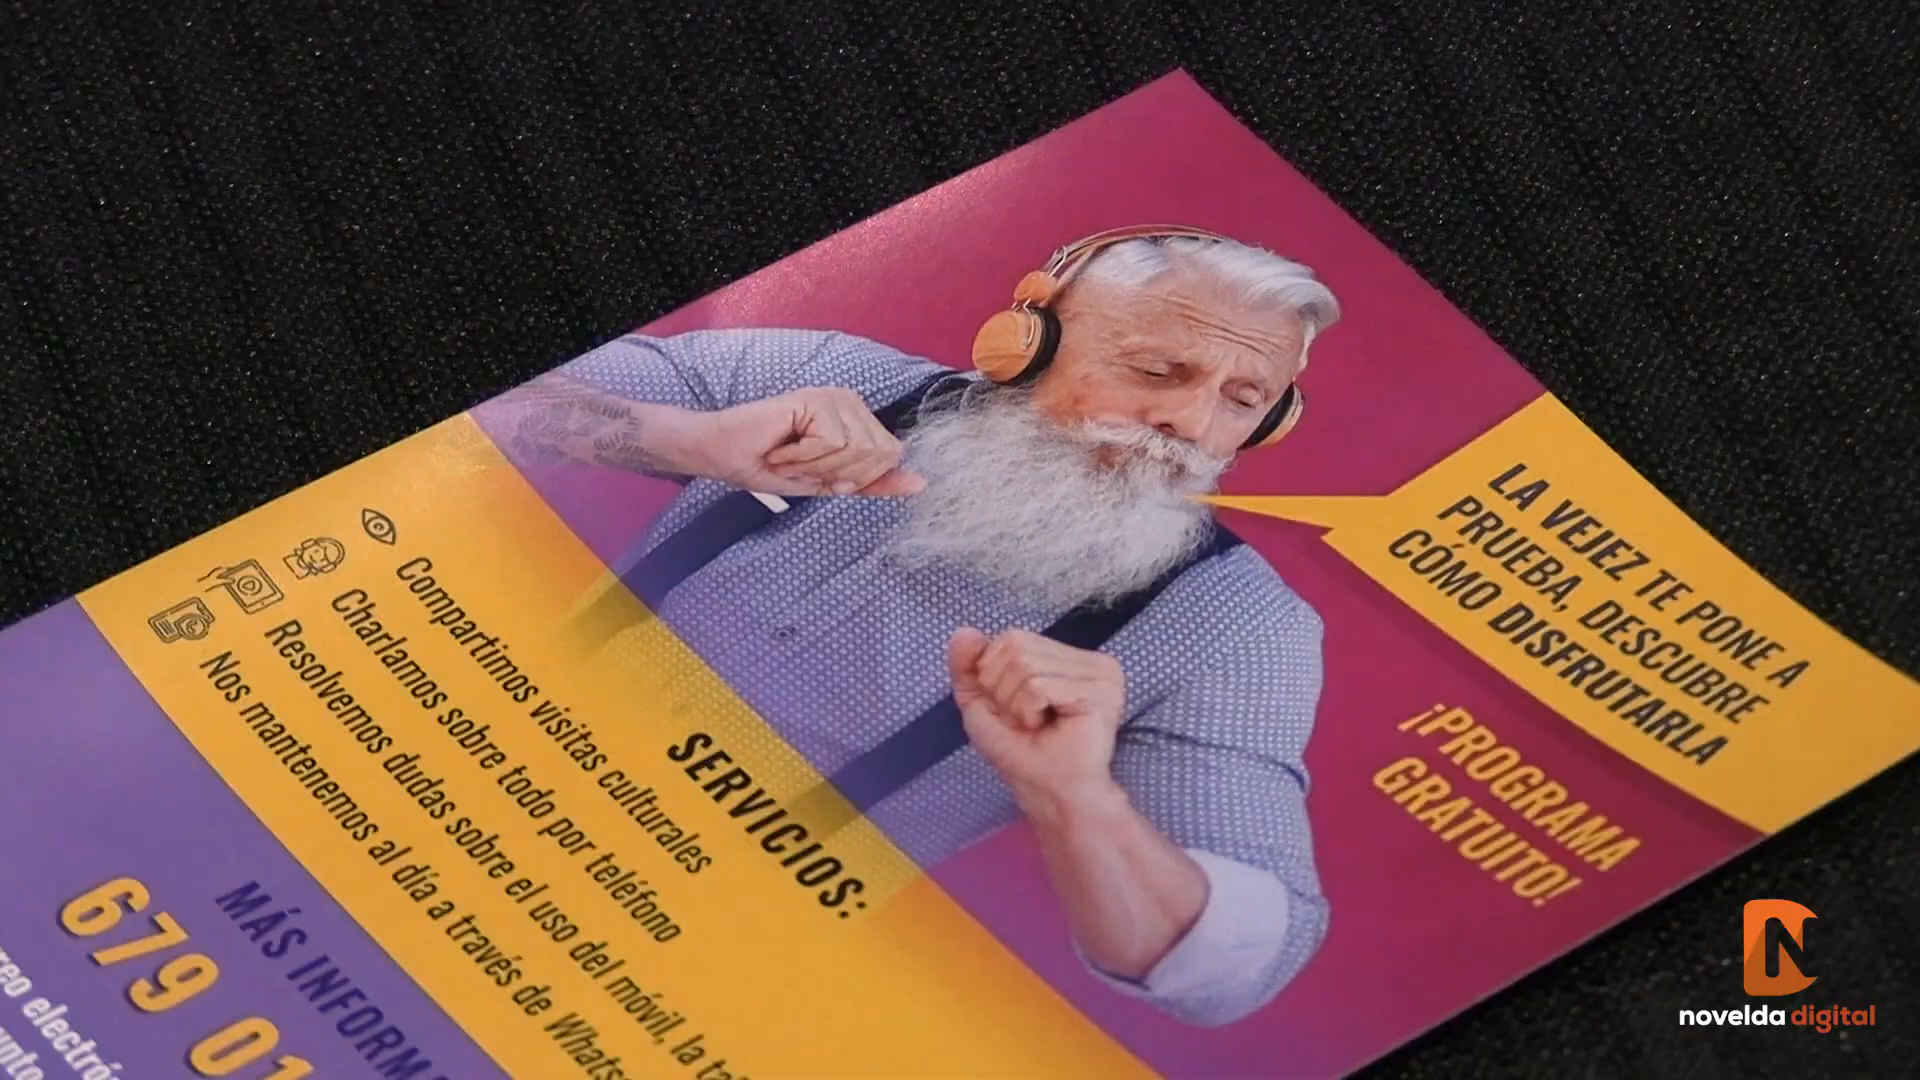 LA VEJEZ TE PONE A
PRUEBA, DESCUBRE
CÓMO DISFRUTARLA
¡PROGRAMA
GRATUITO!
SERVICIOS:
Compartimos visitas culturales
Charlamos sobre todo por teléfono
Resolvemos dudas sobre el uso del móvil, la
Nos mantenemos al día a través de
MÁS
679 01
novelda digital